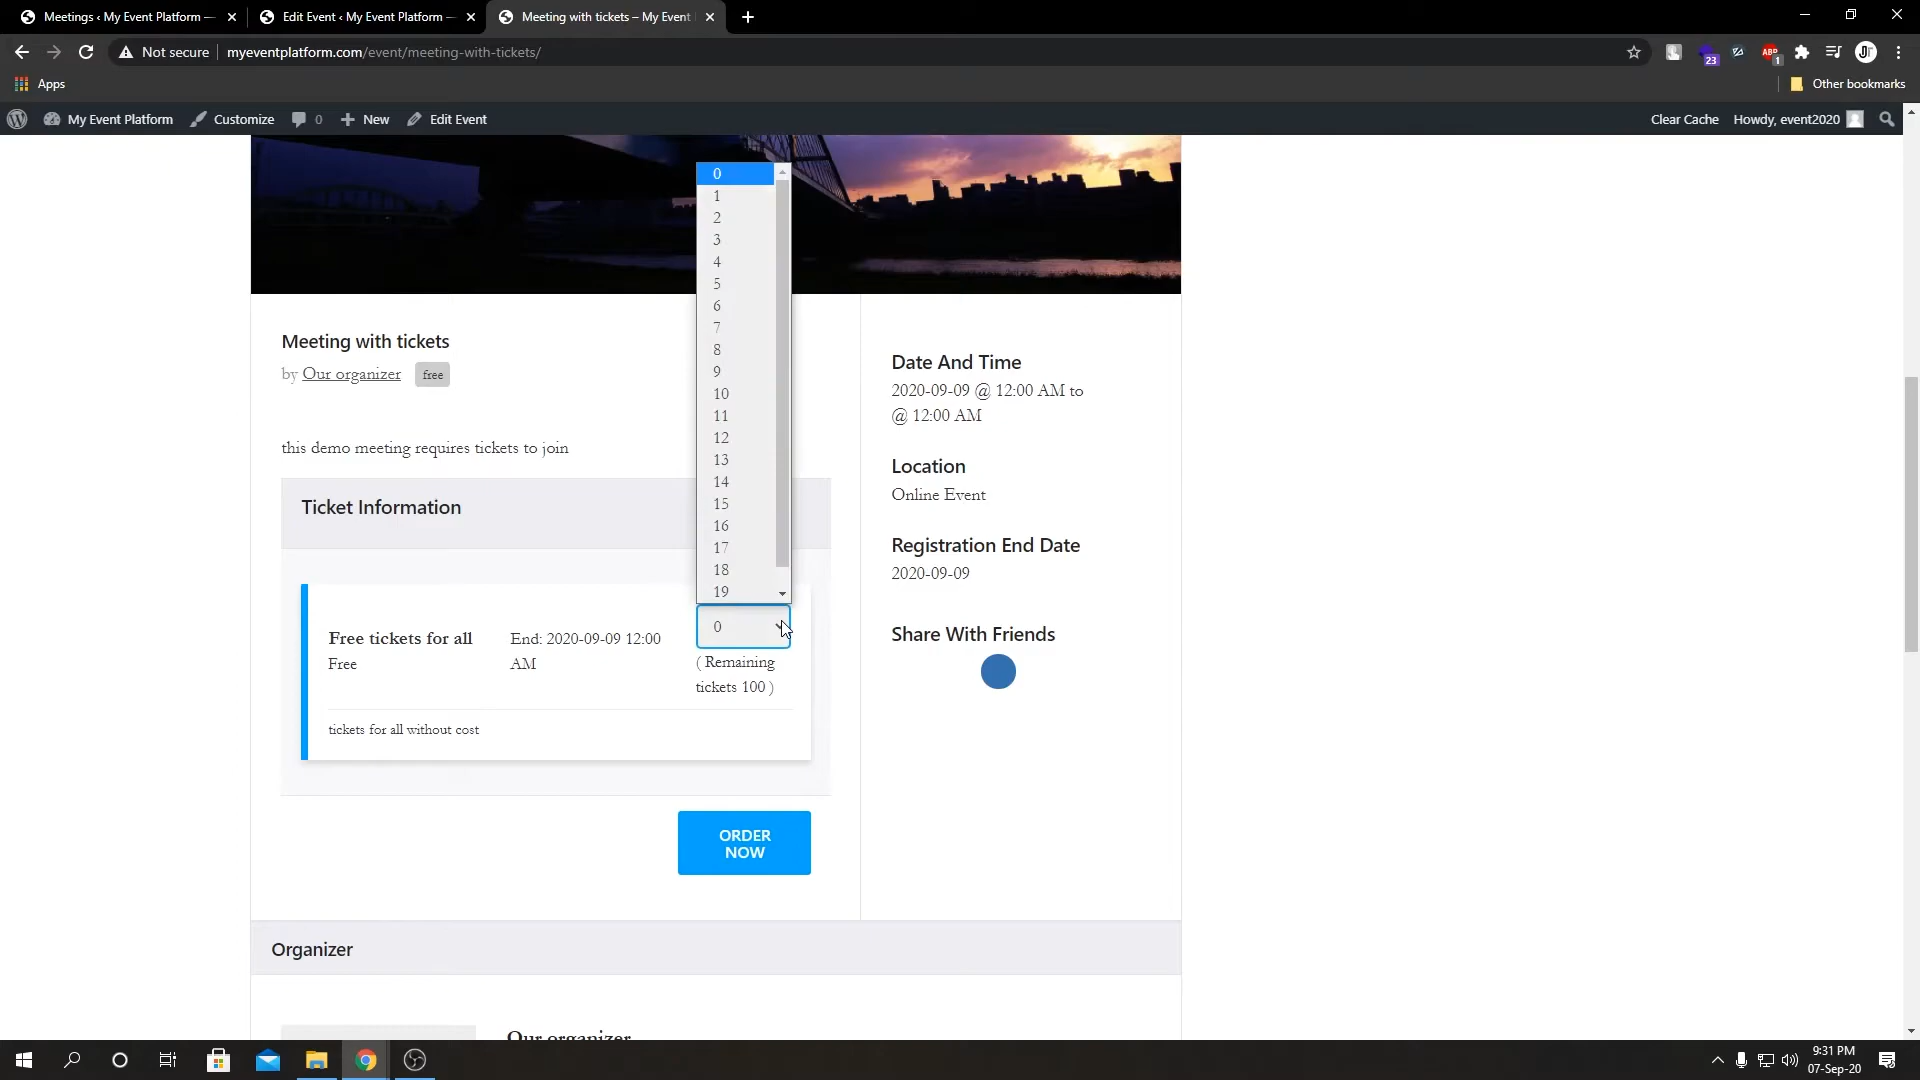 Meetings ‹ My Event Platform —
Edit Event ‹ My Event Platform —
Meeting with tickets – My Event
Not secure
myeventplatform.com/event/meeting-with-tickets/
23
ABP
1
JT
Apps
Other bookmarks
My Event Platform
Customize
0
New
Edit Event
Clear Cache
Howdy, event2020
0
1
2
3
4
5
6
7
8
9
10
11
12
13
14
15
16
17
18
19
Meeting with tickets
by Our organizer
free
this demo meeting requires tickets to join
Ticket Information
Free tickets for all
Free
End: 2020-09-09 12:00
AM
0
( Remaining
tickets 100 )
tickets for all without cost
ORDER
NOW
Date And Time
2020-09-09 @ 12:00 AM to
@ 12:00 AM
Location
Online Event
Registration End Date
2020-09-09
Share With Friends
Organizer
Our organizer
9:31 PM
07-Sep-20